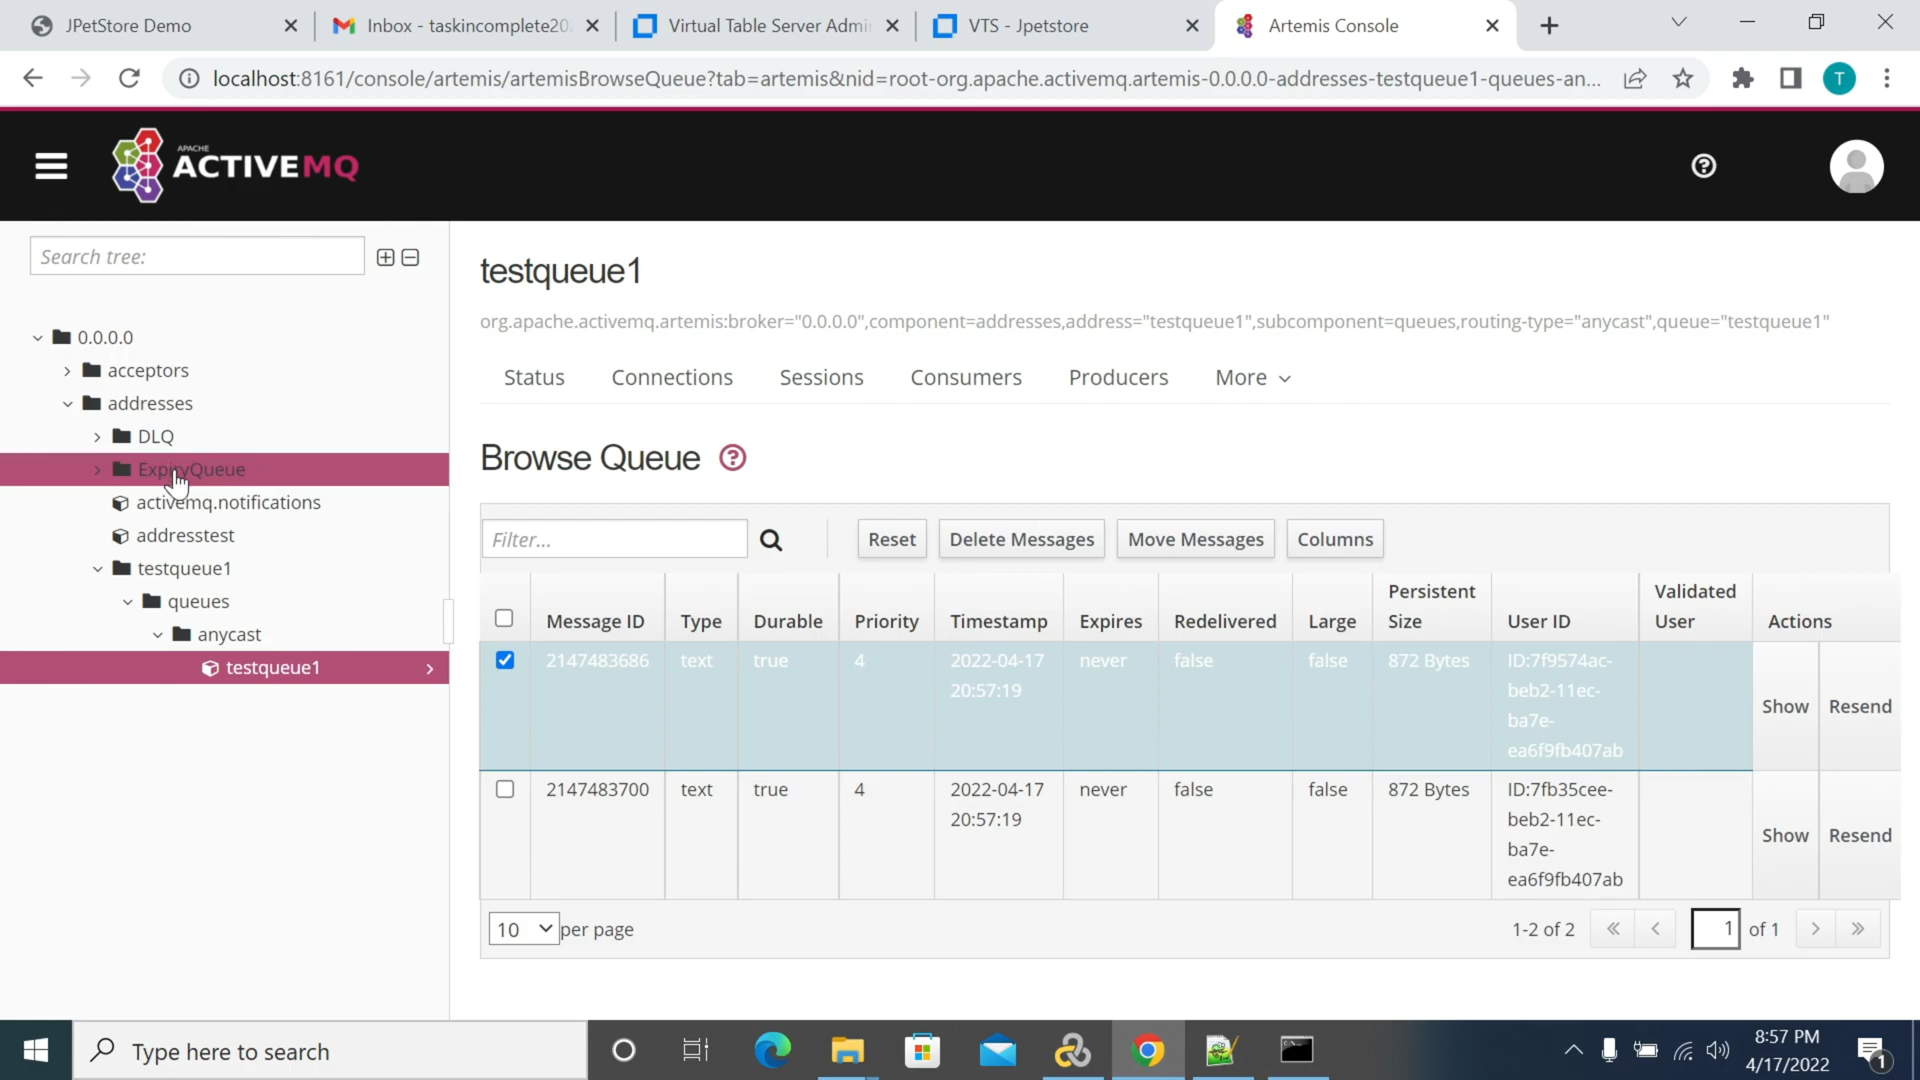 JPetStore Demo
Inbox - taskincomplete20
Virtual Table Server Admi
VTS - Jpetstore
Artemis Console
localhost:8161/console/artemis/artemisBrowseQueue?tab=artemis&nid=root-org.apache.activemq.artemis-0.0.0.0-addresses-testqueue1-queues-an...
T
APACHE
ACTIVEMQ
Search tree:
0.0.0.0
acceptors
addresses
DLQ
ExpiryQueue
activemq.notifications
addresstest
testqueue1
queues
anycast
testqueue1
testqueue1
org.apache.activemq.artemis:broker="0.0.0.0",component=addresses,address="testqueue1",subcomponent=queues,routing-type="anycast",queue="testqueue1"
Status Connections Sessions Consumers Producers More
Browse Queue
Filter... Reset Delete Messages Move Messages Columns
Message ID Type Durable Priority Timestamp Expires Redelivered Large Persistent Size User ID Validated User Actions
2147483686 text true 4 2022-04-17 20:57:19 never false false 872 Bytes ID:7f9574ac-beb2-11ec-ba7e-ea6f9fb407ab Show Resend
2147483700 text true 4 2022-04-17 20:57:19 never false false 872 Bytes ID:7fb35cee-beb2-11ec-ba7e-ea6f9fb407ab Show Resend
10 per page
1-2 of 2
1 of 1
Type here to search
8:57 PM
4/17/2022
1